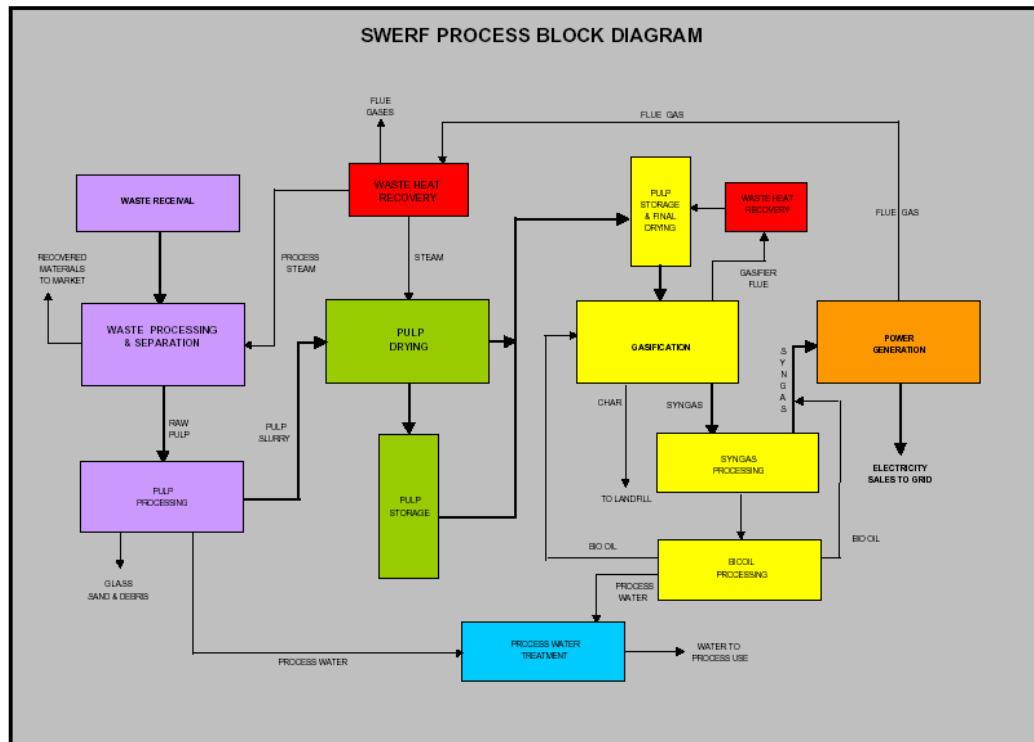 SWERF PROCESS BLOCK DIAGRAM
FLUE
GASES
FLUE GAS
WASTE RECEIVAL
WASTE HEAT
RECOVERY
PULP
STORAGE
& FINAL
DRYING
WASTE HEAT
RECOVERY
FLUE GAS
RECOVERED
MATERIALS
TO MARKET
PROCESS
STEAM
STEAM
GASIFIER
FLUE
WASTE PROCESSING
& SEPARATION
PULP
DRYING
GASIFICATION
SYNGAS
POWER
GENERATION
RAW
PULP
PULP
SLURRY
CHAR
SYNGAS
PULP
PROCESSING
PULP
STORAGE
SYNGAS
PROCESSING
ELECTRICITY
SALES TO GRID
TO LANDFILL
BIO OIL
BIO OIL
BICOIL
PROCESSING
GLASS
SAND & DEBRIS
PROCESS
WATER
PROCESS WATER
PROCESS WATER
TREATMENT
WATER TO
PROCESS USE